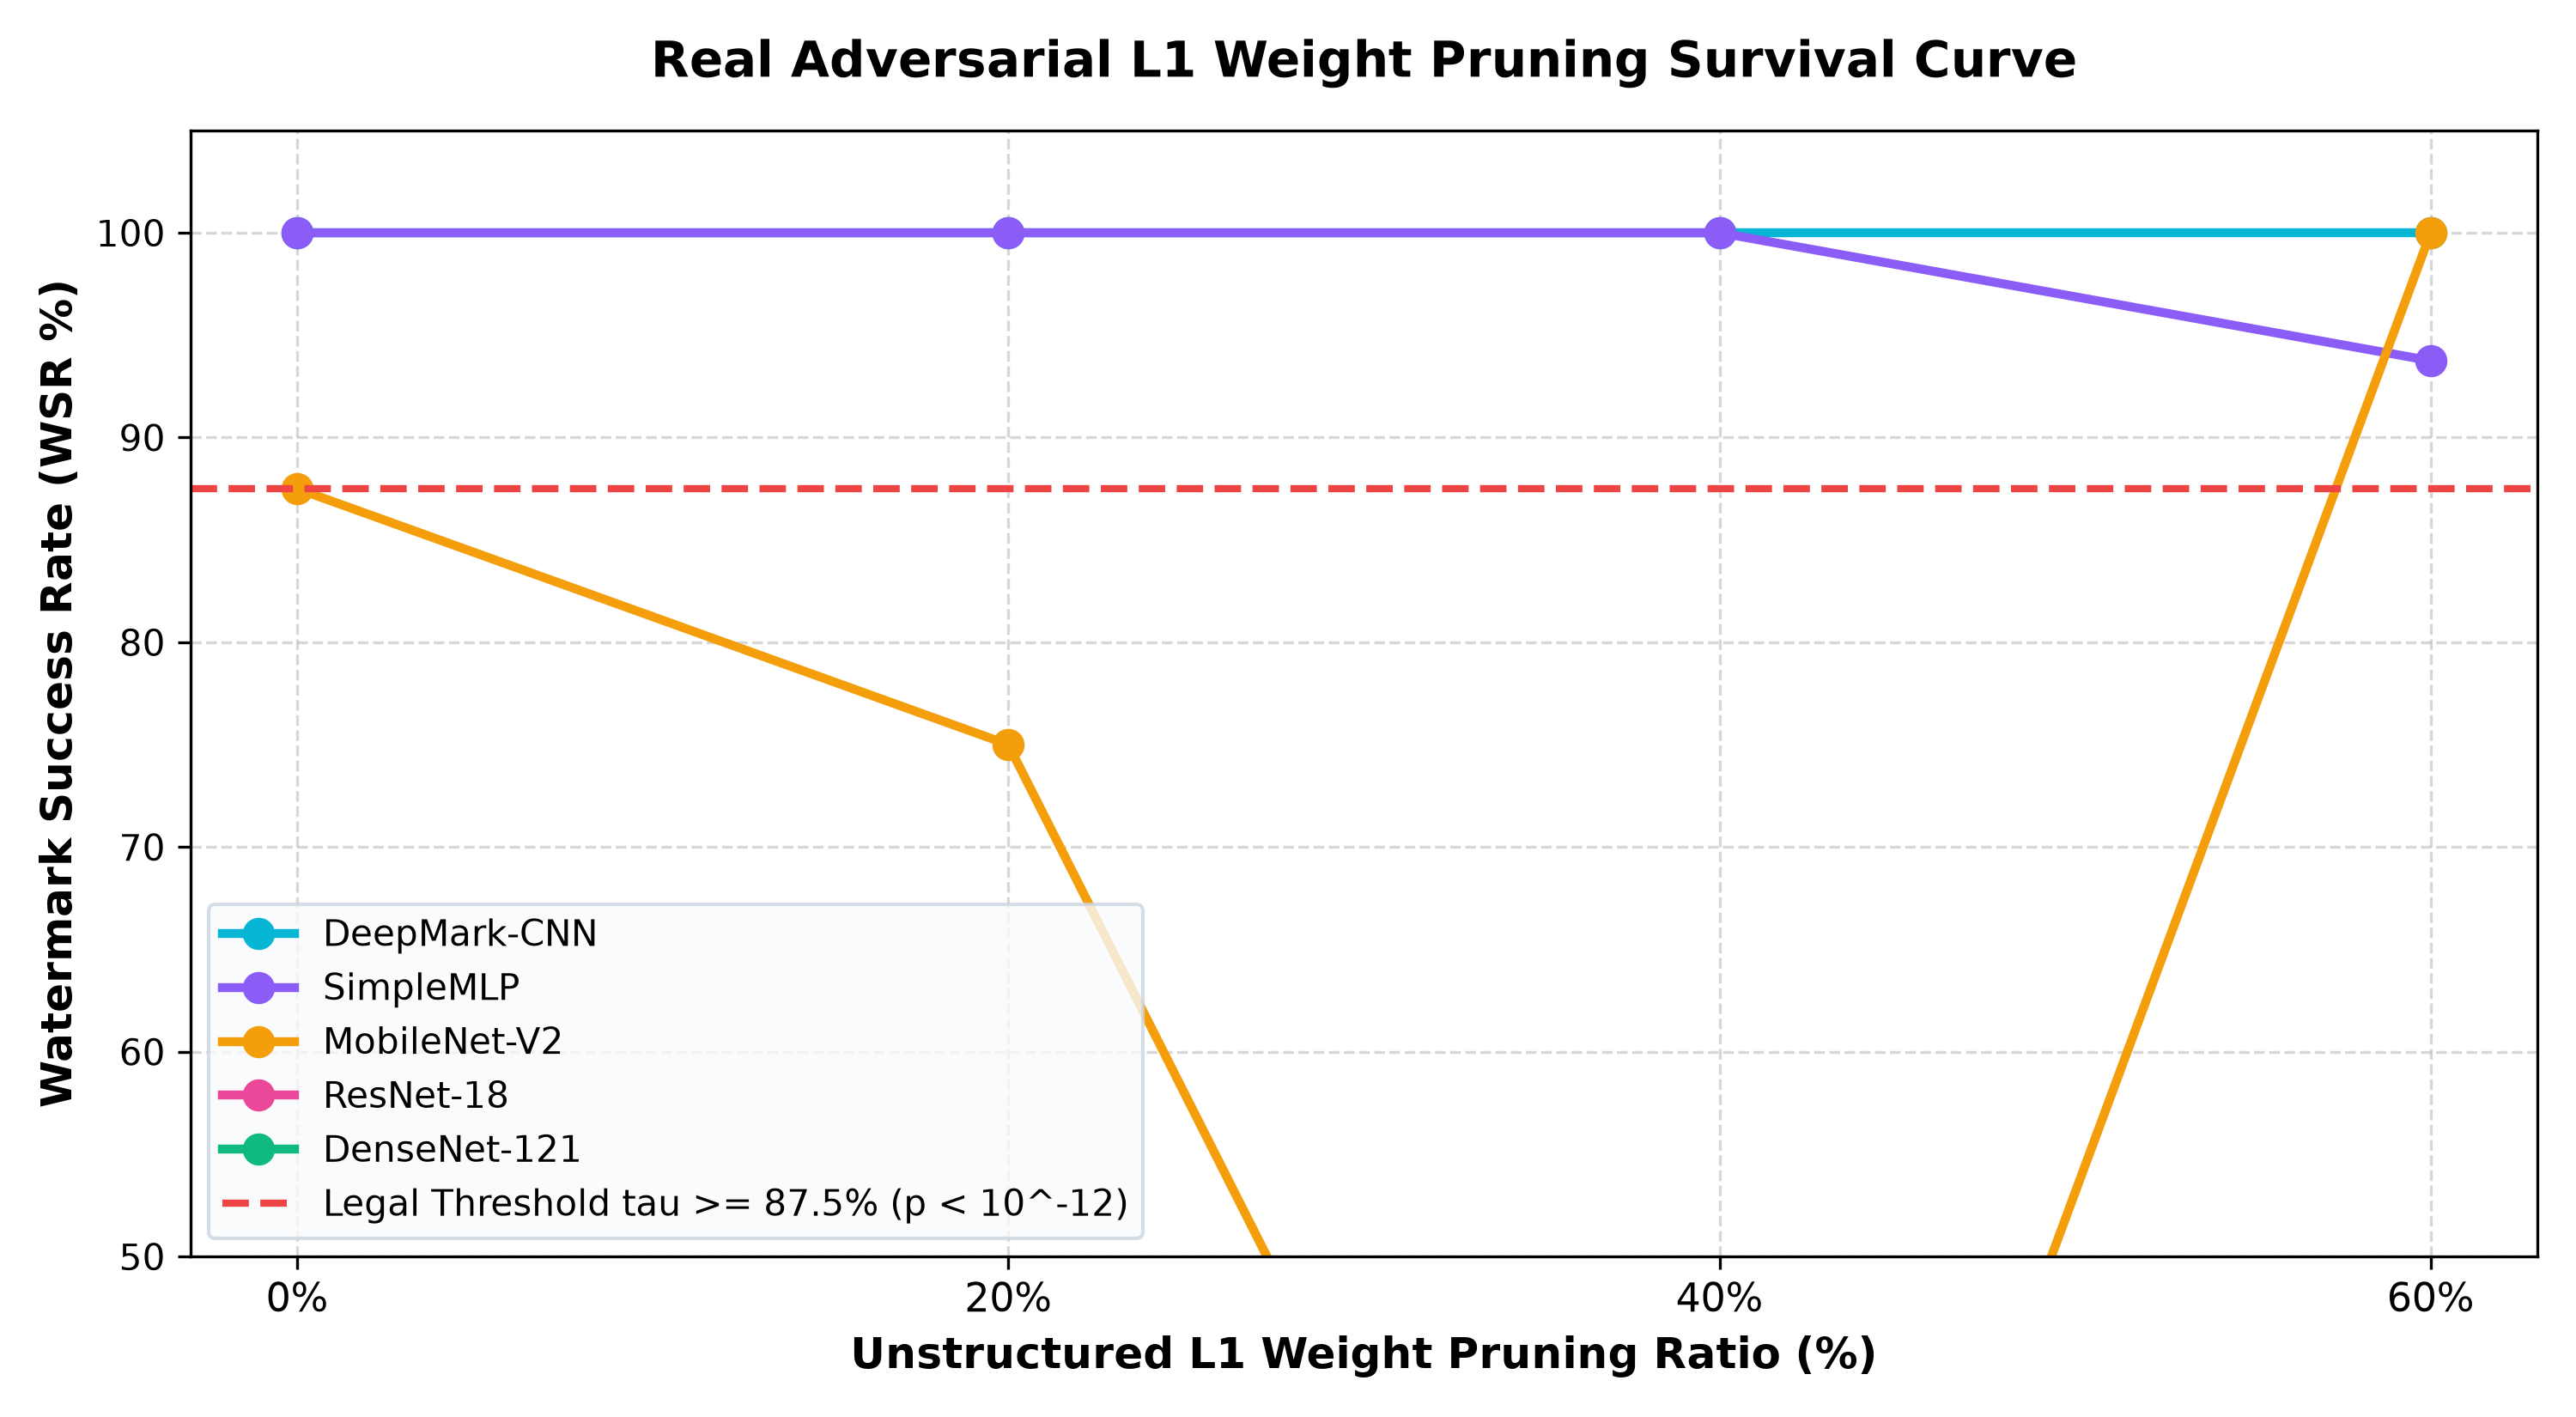 Real Adversarial L1 Weight Pruning Survival Curve
Watermark Success Rate (WSR %)
100
90
80
70
60
50
DeepMark-CNN
SimpleMLP
MobileNet-V2
ResNet-18
DenseNet-121
Legal Threshold tau >= 87.5% (p < 10^-12)
0%
20%
40%
60%
Unstructured L1 Weight Pruning Ratio (%)